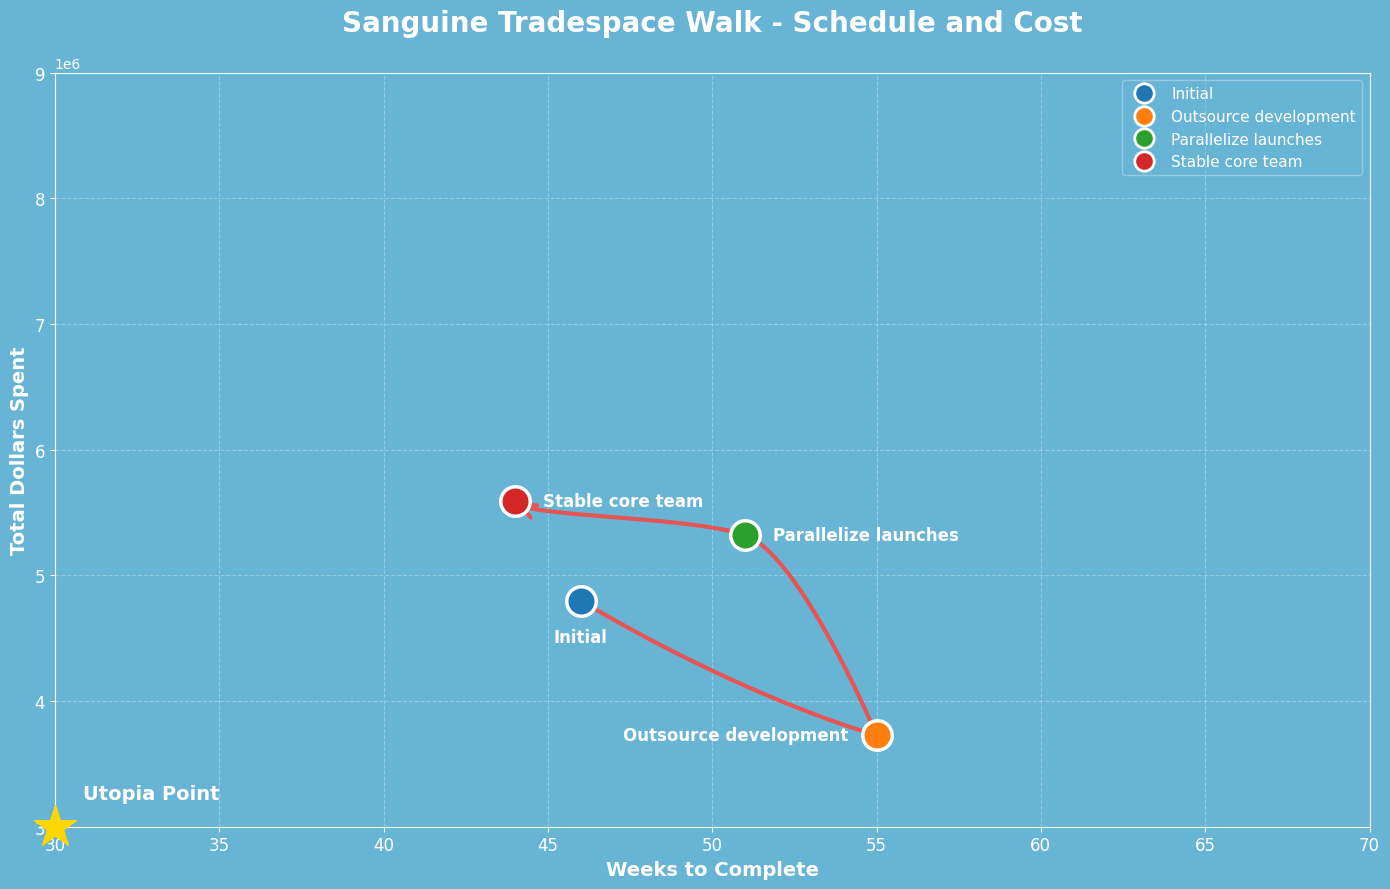 Sanguine Tradespace Walk - Schedule and Cost
1e6
9
8
7
6
5
4
3
Total Dollars Spent
Initial
Outsource development
Parallelize launches
Stable core team
Stable core team
Parallelize launches
Initial
Outsource development
Utopia Point
30 35 40 45 50 55 60 65 70
Weeks to Complete